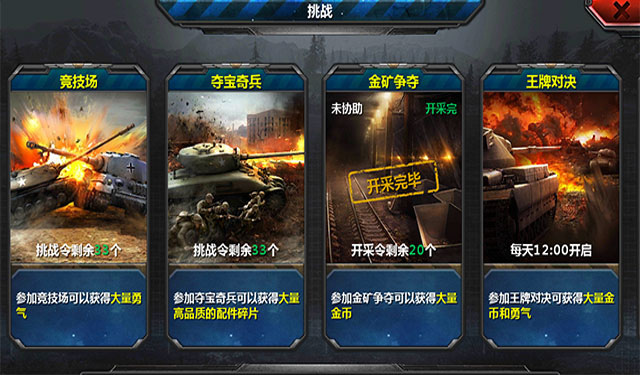 挑战
竞技场
挑战令剩余33个
参加竞技场可以获得大量勇
气
夺宝奇兵
挑战令剩余33个
参加夺宝奇兵可以获得大量
高品质的配件碎片
金矿争夺
未协助 开采完
开采完毕
开采令剩余20个
参加金矿争夺可以获得大量
金币
王牌对决
每天12:00开启
参加王牌对决可获得大量金
币和勇气